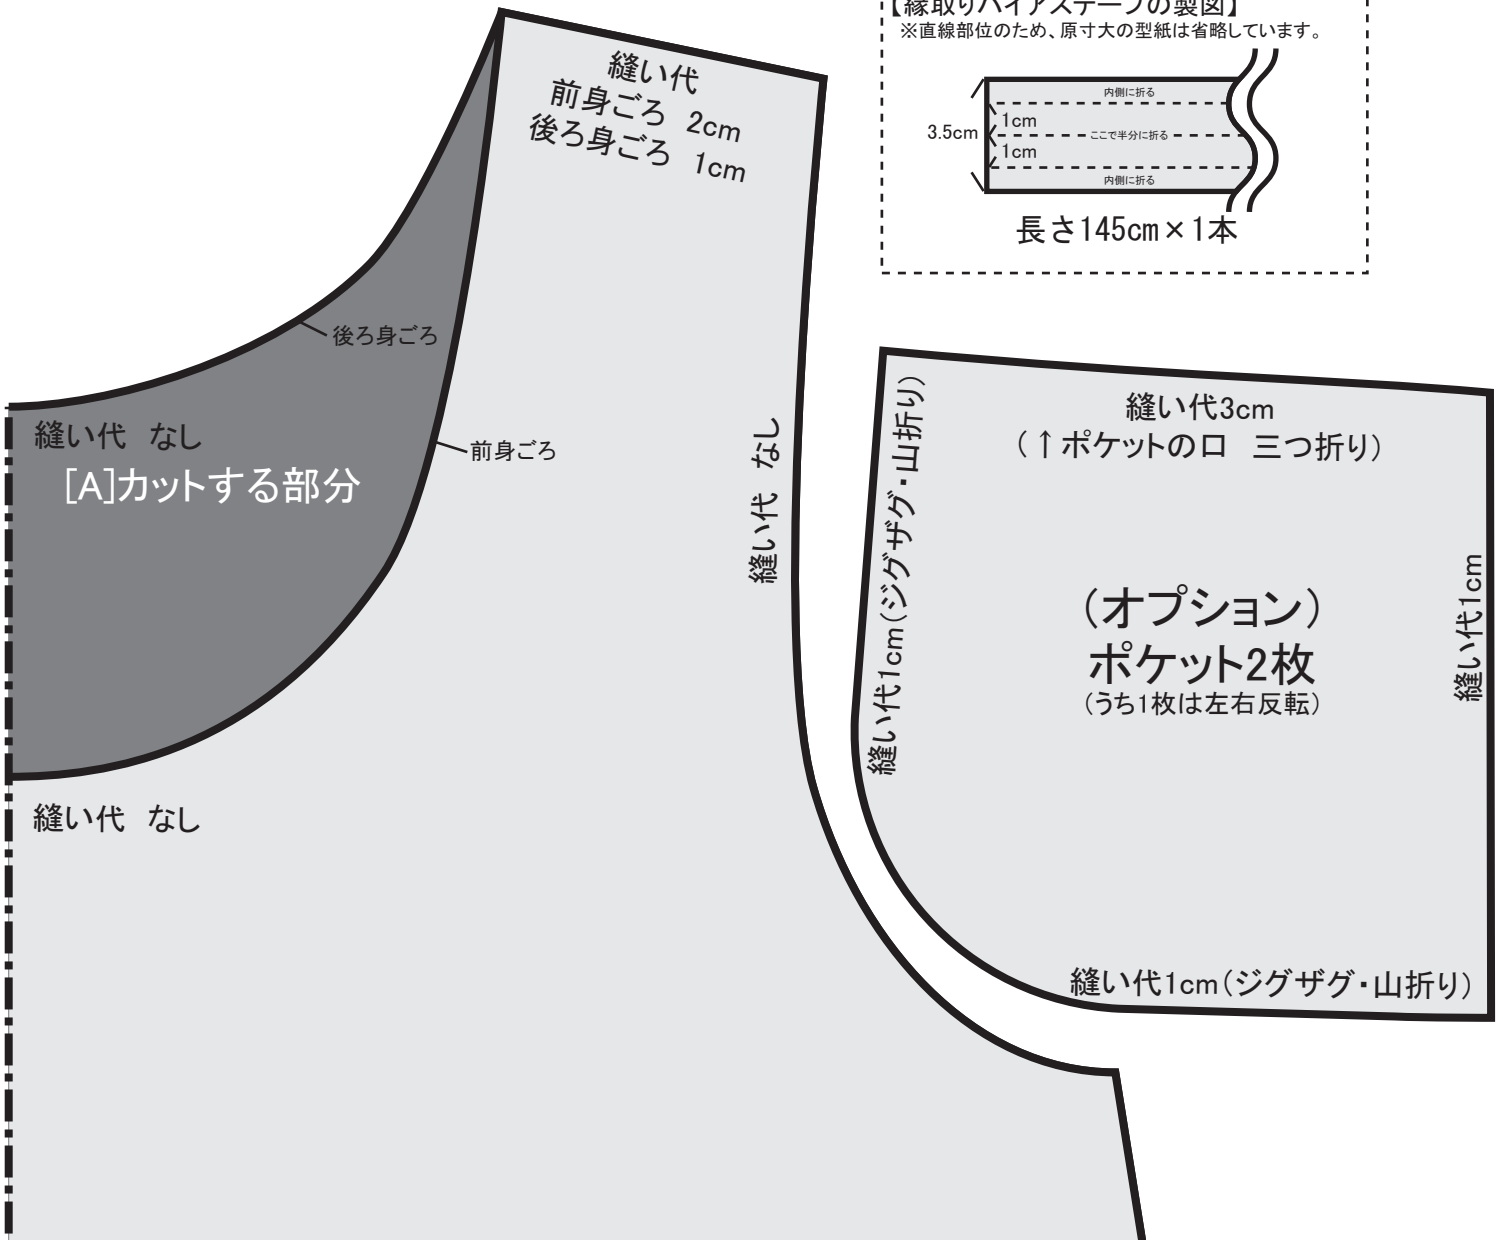 縫い代
前身ごろ 2cm
後ろ身ごろ 1cm
後ろ身ごろ
前身ごろ
縫い代 なし
[A]カットする部分
縫い代 なし
縫い代 なし
【縁取りバイアステープの製図】
※直線部位のため、原寸大の型紙は省略しています。
内側に折る
1cm
3.5cm
ここで半分に折る
1cm
内側に折る
長さ145cm×1本
縫い代3cm
(↑ポケットの口 三つ折り)
縫い代1cm(ジグザグ・山折り)
(オプション)
ポケット2枚
(うち1枚は左右反転)
縫い代1cm
縫い代1cm(ジグザグ・山折り)